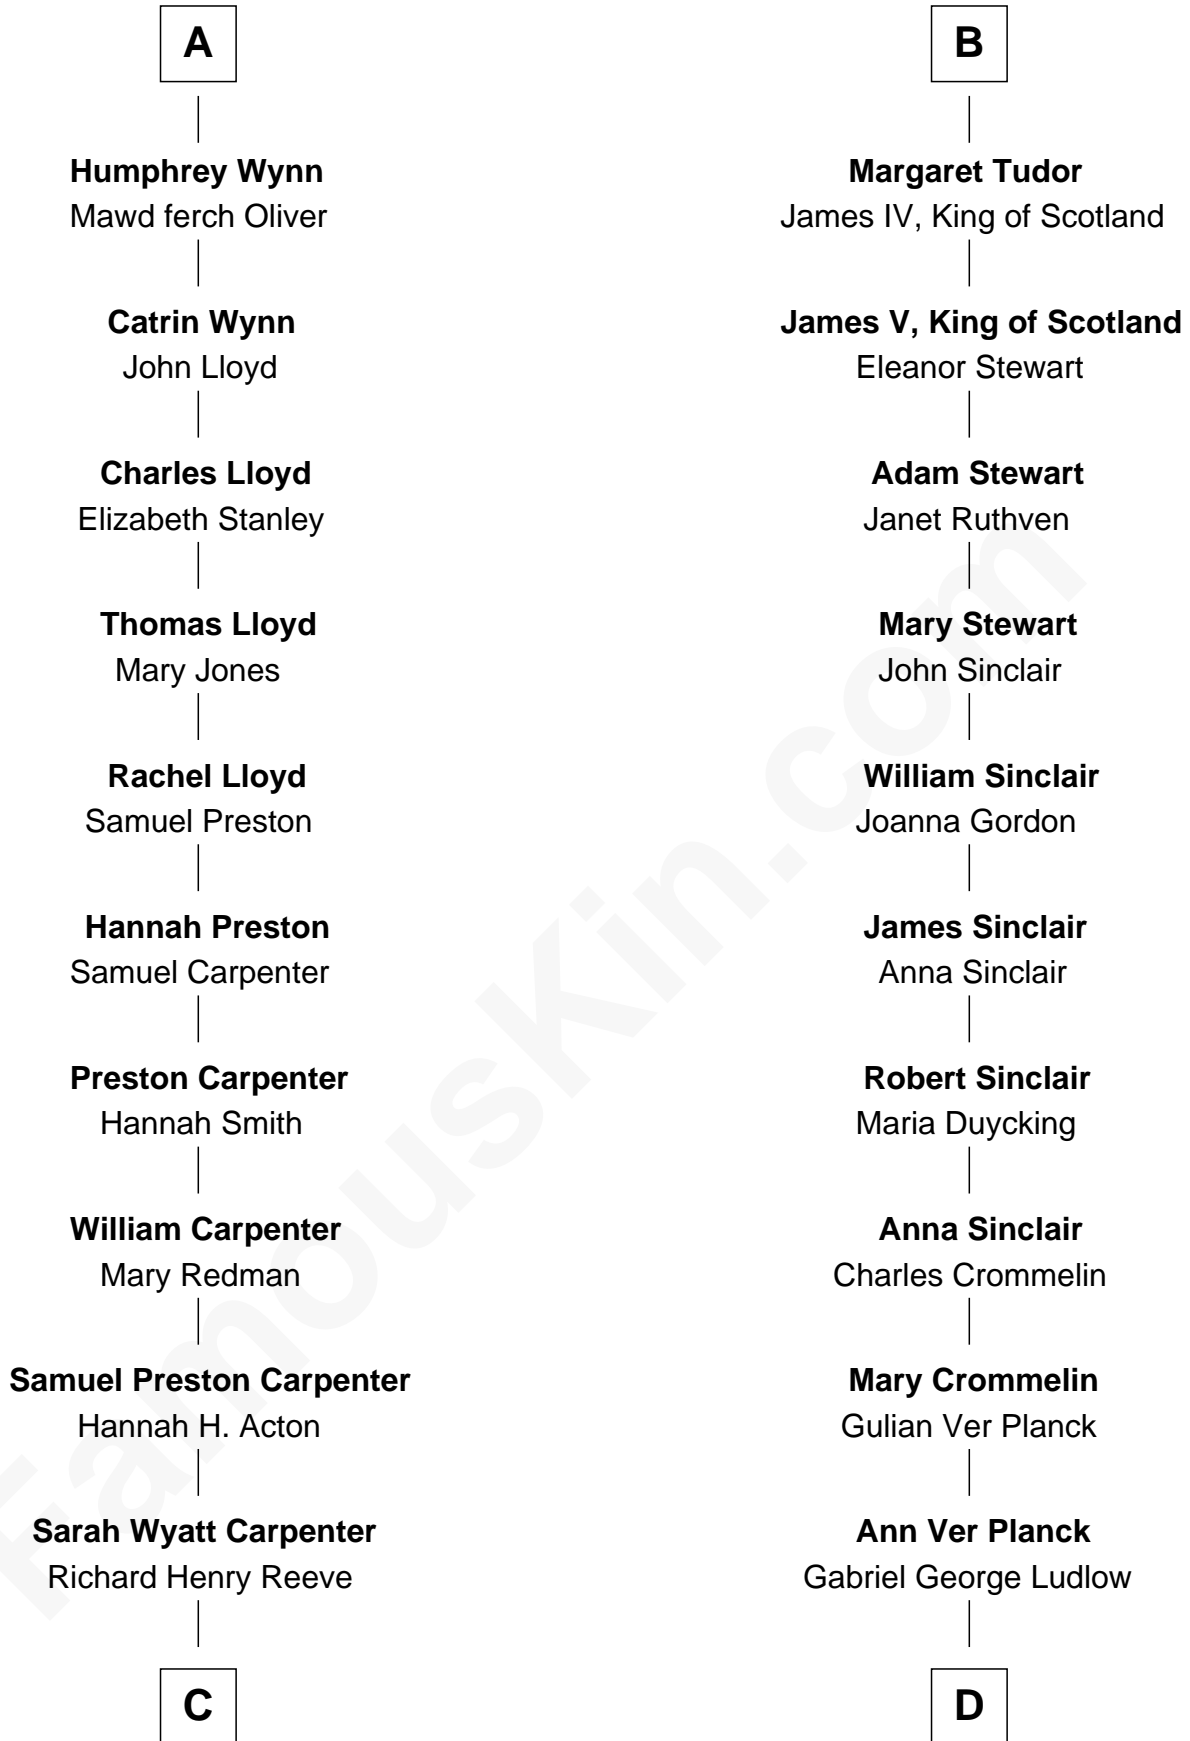 A
Humphrey Wynn
Mawd ferch Oliver
Catrin Wynn
John Lloyd
Charles Lloyd
Elizabeth Stanley
Thomas Lloyd
Mary Jones
Rachel Lloyd
Samuel Preston
Hannah Preston
Samuel Carpenter
Preston Carpenter
Hannah Smith
William Carpenter
Mary Redman
Samuel Preston Carpenter
Hannah H. Acton
Sarah Wyatt Carpenter
Richard Henry Reeve
C
B
Margaret Tudor
James IV, King of Scotland
James V, King of Scotland
Eleanor Stewart
Adam Stewart
Janet Ruthven
Mary Stewart
John Sinclair
William Sinclair
Joanna Gordon
James Sinclair
Anna Sinclair
Robert Sinclair
Maria Duycking
Anna Sinclair
Charles Crommelin
Mary Crommelin
Gulian Ver Planck
Ann Ver Planck
Gabriel George Ludlow
D
FamousKin.com